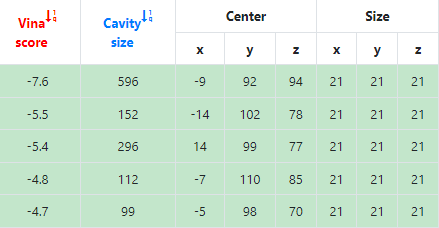 Vina score Cavity size Center Size
x y z x y z
-7.6 596 -9 92 94 21 21 21
-5.5 152 -14 102 78 21 21 21
-5.4 296 14 99 77 21 21 21
-4.8 112 -7 110 85 21 21 21
-4.7 99 -5 98 70 21 21 21